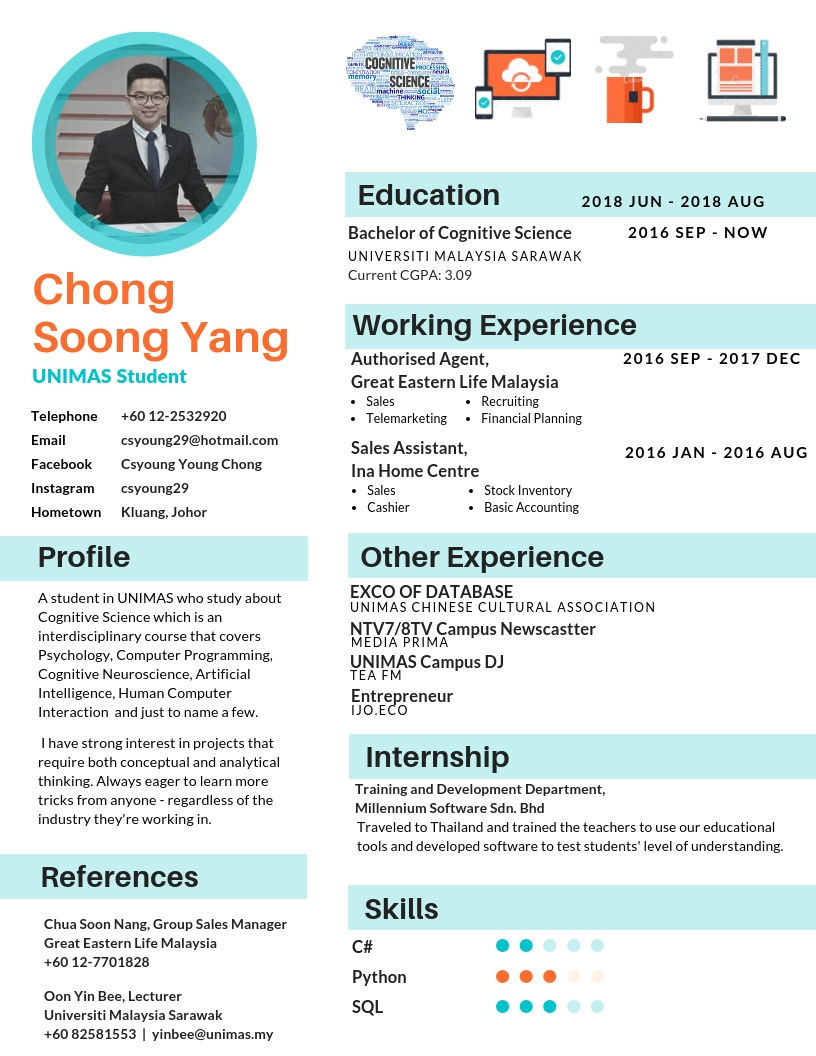 Chong
Soong Yang
UNIMAS Student
Telephone +60 12-2532920
Email csyoung29@hotmail.com
Facebook Csyoung Young Chong
Instagram csyoung29
Hometown Kluang, Johor
Profile
A student in UNIMAS who study about
Cognitive Science which is an
interdisciplinary course that covers
Psychology, Computer Programming,
Cognitive Neuroscience, Artificial
Intelligence, Human Computer
Interaction and just to name a few.
I have strong interest in projects that
require both conceptual and analytical
thinking. Always eager to learn more
tricks from anyone - regardless of the
industry they're working in.
References
Chua Soon Nang, Group Sales Manager
Great Eastern Life Malaysia
+60 12-7701828
Oon Yin Bee, Lecturer
Universiti Malaysia Sarawak
+60 82581553 | yinbee@unimas.my
COGNITIVE
SCIENCE
Education 2018 JUN - 2018 AUG
Bachelor of Cognitive Science 2016 SEP - NOW
UNIVERSITI MALAYSIA SARAWAK
Current CGPA: 3.09
Working Experience
Authorised Agent, 2016 SEP - 2017 DEC
Great Eastern Life Malaysia
• Sales • Recruiting
• Telemarketing • Financial Planning
Sales Assistant, 2016 JAN - 2016 AUG
Ina Home Centre
• Sales • Stock Inventory
• Cashier • Basic Accounting
Other Experience
EXCO OF DATABASE
UNIMAS CHINESE CULTURAL ASSOCIATION
NTV7/8TV Campus Newscastter
MEDIA PRIMA
UNIMAS Campus DJ
TEA FM
Entrepreneur
IJO.ECO
Internship
Training and Development Department,
Millennium Software Sdn. Bhd
Traveled to Thailand and trained the teachers to use our educational
tools and developed software to test students' level of understanding.
Skills
C#
Python
SQL